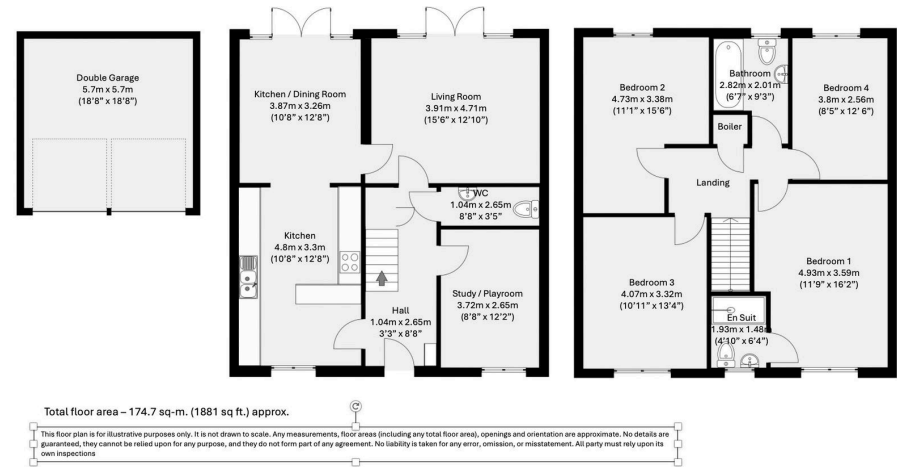 Double Garage
5.7m x 5.7m
(18'8" x 18'8")
Kitchen / Dining Room
3.87m x 3.26m
(10'8" x 12'8")
Living Room
3.91m x 4.71m
(15'6" x 12'10")
WC
1.04m x 2.65m
8'8" x 3'5"
Kitchen
4.8m x 3.3m
(10'8" x 12'8")
Hall
1.04m x 2.65m
3'3" x 8'8"
Study / Playroom
3.72m x 2.65m
(8'8" x 12'2")
Bedroom 2
4.73m x 3.38m
(11'1" x 15'6")
Bathroom
2.82m x 2.01m
(6'7" x 9'3")
Bedroom 4
3.8m x 2.56m
(8'5" x 12' 6")
Boiler
Landing
Bedroom 3
4.07m x 3.32m
(10'11" x 13'4")
Bedroom 1
4.93m x 3.59m
(11'9" x 16'2")
En Suit
1.93m x 1.48m
(4'10" x 6'4")
Total floor area – 174.7 sq-m. (1881 sq ft.) approx.
This floor plan is for illustrative purposes only. It is not drawn to scale. Any measurements, floor areas (including any total floor area), openings and orientation are approximate. No details are
guaranteed, they cannot be relied upon for any purpose, and they do not form part of any agreement. No liability is taken for any error, omission, or misstatement. All party must rely upon its
own inspections